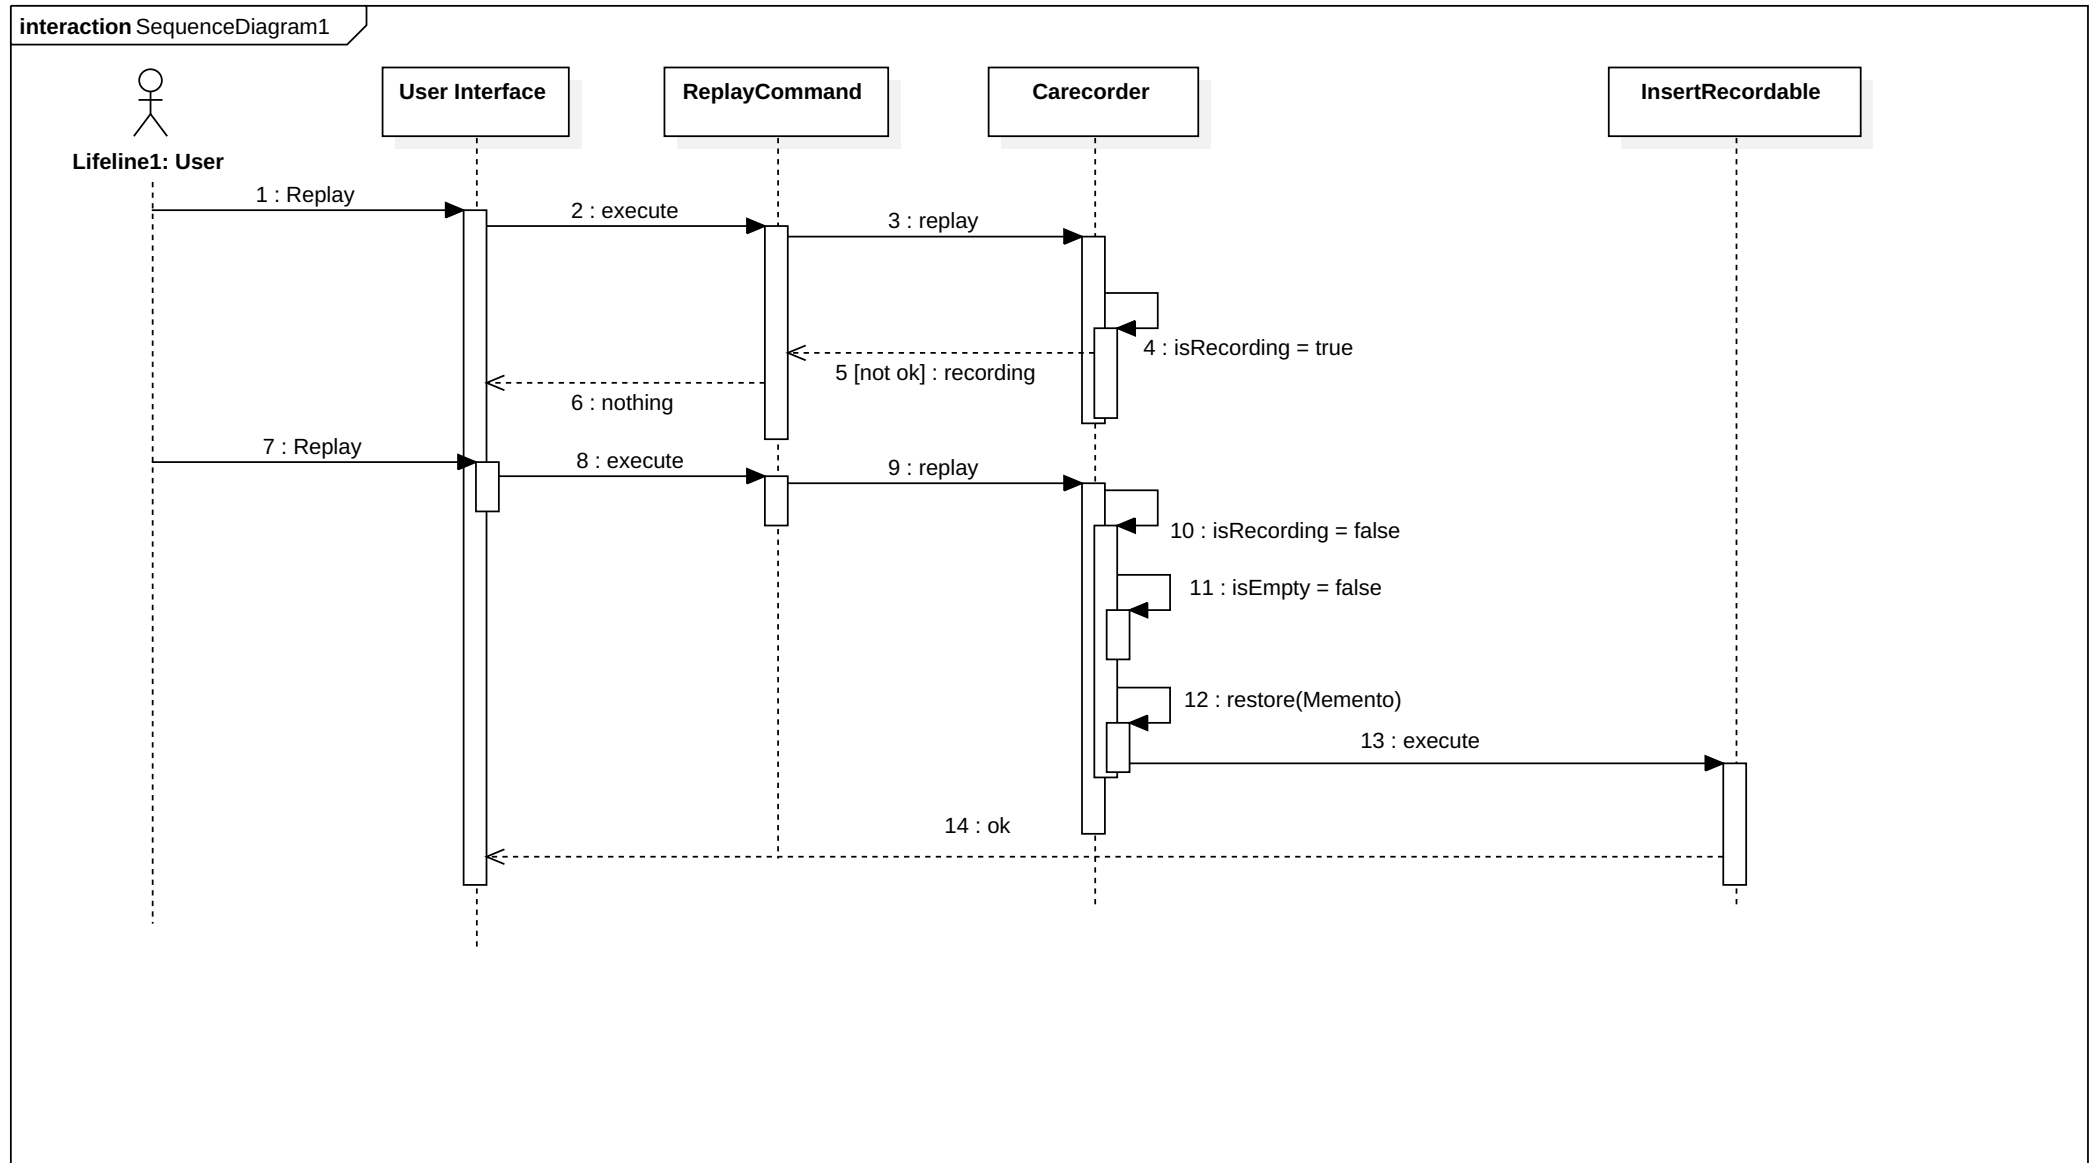 interaction SequenceDiagram1
User Interface
ReplayCommand
Carecorder
InsertRecordable
Lifeline1: User
1 : Replay
2 : execute
3 : replay
4 : isRecording = true
5 [not ok] : recording
6 : nothing
7 : Replay
8 : execute
9 : replay
10 : isRecording = false
11 : isEmpty = false
12 : restore(Memento)
13 : execute
14 : ok